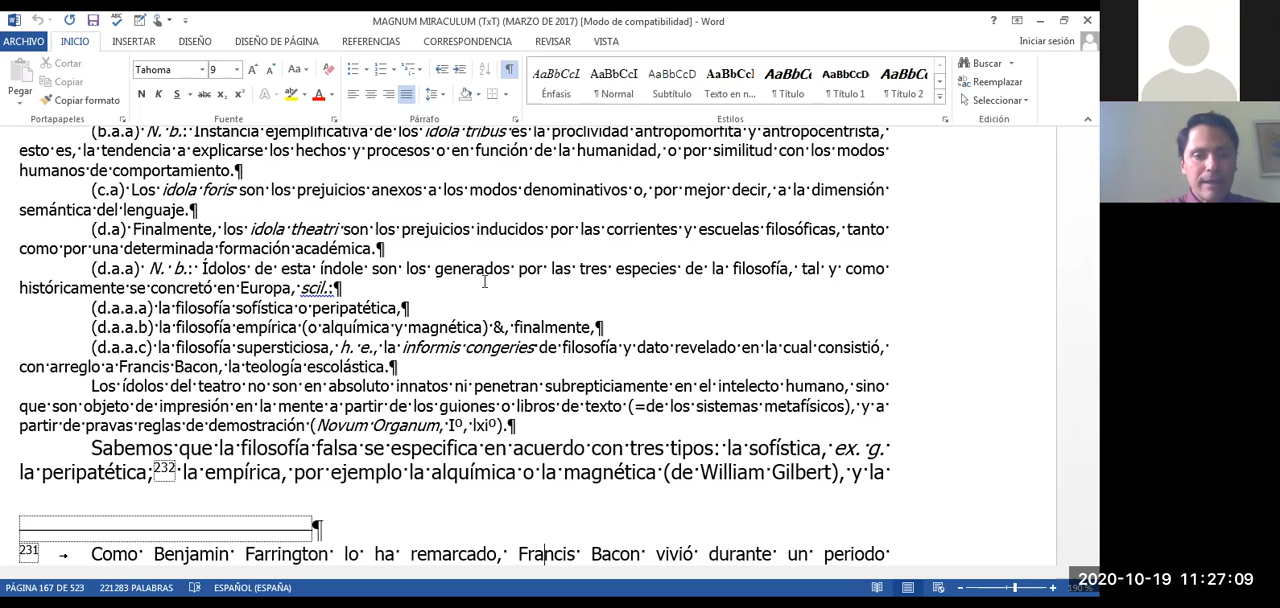 MAGNUM MIRACULUM (TxT) (MARZO DE 2017) [Modo de compatibilidad] - Word
ARCHIVO INICIO INSERTAR DISEÑO DISEÑO DE PÁGINA REFERENCIAS CORRESPONDENCIA REVISAR VISTA Iniciar sesión
Cortar
Copiar
Copiar formato
Pegar
Portapapeles
Tahoma 9
Fuente
Párrafo
AaBbCcI AaBbCcI AaBbCcD AaBbCcI AaBbC AaBbCcD AaBbC
Énfasis ¶ Normal Subtítulo Texto en n... ¶ Título ¶ Título 1 ¶ Título 2
Estilos
Buscar
Reemplazar
Seleccionar
Edición
(b.a.a) N. b.: Instancia ejemplificativa de los idola tribus es la proclividad antropomorfita y antropocentrista,
esto es, la tendencia a explicarse los hechos y procesos o en función de la humanidad, o por similitud con los modos
humanos de comportamiento.¶
(c.a) Los idola foris son los prejuicios anexos a los modos denominativos o, por mejor decir, a la dimensión
semántica del lenguaje.¶
(d.a) Finalmente, los idola theatri son los prejuicios inducidos por las corrientes y escuelas filosóficas, tanto
como por una determinada formación académica.¶
(d.a.a) N. b.: Ídolos de esta índole son los generados por las tres especies de la filosofía, tal y como
históricamente se concretó en Europa, scil.:¶
(d.a.a.a) la filosofía sofística o peripatética,¶
(d.a.a.b) la filosofía empírica (o alquímica y magnética) &, finalmente,¶
(d.a.a.c) la filosofía supersticiosa, h. e., la informis congeries de filosofía y dato revelado en la cual consistió,
con arreglo a Francis Bacon, la teología escolástica.¶
Los ídolos del teatro no son en absoluto innatos ni penetran subrepticiamente en el intelecto humano, sino
que son objeto de impresión en la mente a partir de los guiones o libros de texto (=de los sistemas metafísicos), y a
partir de pravas reglas de demostración (Novum Organum, Iº, lxiº).¶
Sabemos que la filosofía falsa se especifica en acuerdo con tres tipos: la sofística, ex. g.
la peripatética;232 la empírica, por ejemplo la alquímica o la magnética (de William Gilbert), y la
¶
231 → Como Benjamin Farrington lo ha remarcado, Francis Bacon vivió durante un periodo
PÁGINA 167 DE 523 221283 PALABRAS ESPAÑOL (ESPAÑA) 190 %
2020-10-19 11:27:09